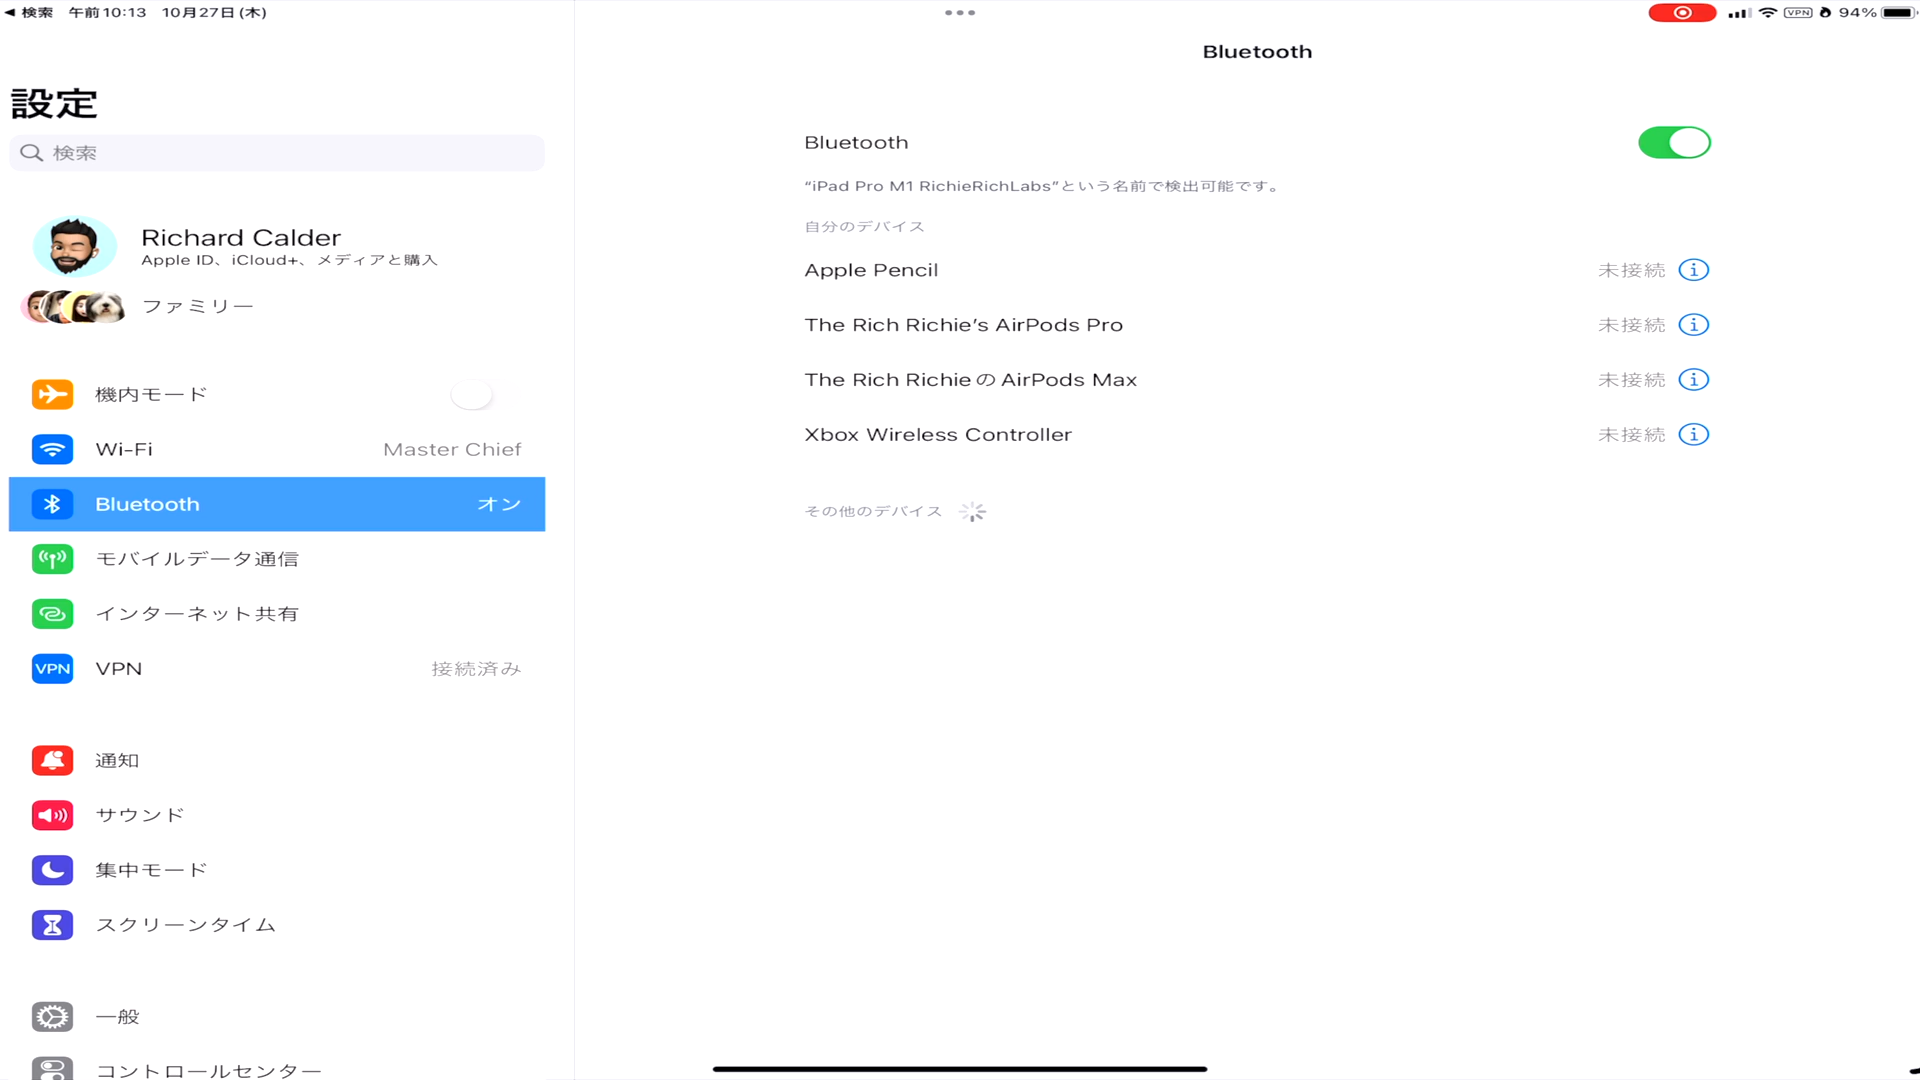 ◀ 検索 午前10:13 10月27日(木)
VPN 94%
設定
検索
Richard Calder
Apple ID、iCloud+、メディアと購入
ファミリー
機内モード
Wi-Fi Master Chief
Bluetooth オン
モバイルデータ通信
インターネット共有
VPN VPN 接続済み
通知
サウンド
集中モード
スクリーンタイム
一般
コントロールセンター
Bluetooth
Bluetooth
“iPad Pro M1 RichieRichLabs”という名前で検出可能です。
自分のデバイス
Apple Pencil 未接続
The Rich Richie’s AirPods Pro 未接続
The Rich Richie の AirPods Max 未接続
Xbox Wireless Controller 未接続
その他のデバイス